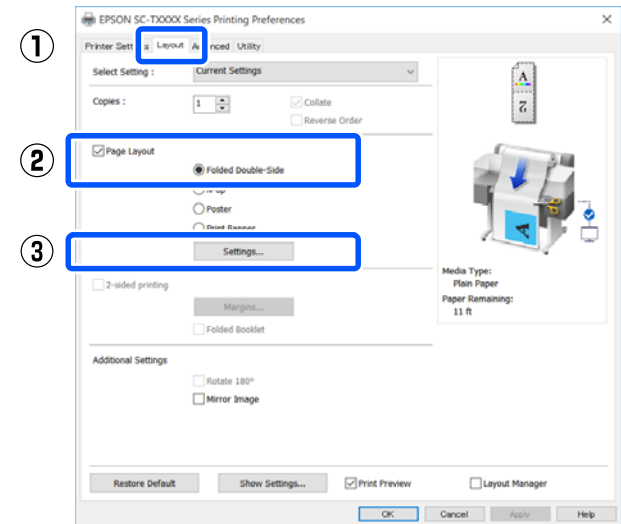 EPSON SC-TXXXX Series Printing Preferences
1
Layout
Utility
Select Setting :
Current Settings
Copies :
1
Collate
Reverse Order
2
Page Layout
Folded Double-Side
Poster
Print Banner
3
Settings...
2-sided printing
Margins...
Folded Booklet
Additional Settings
Rotate 180°
Mirror Image
A
2
A
Media Type:
Plain Paper
Paper Remaining:
11 ft
Restore Default
Show Settings...
Print Preview
Layout Manager
OK
Cancel
Apply
Help